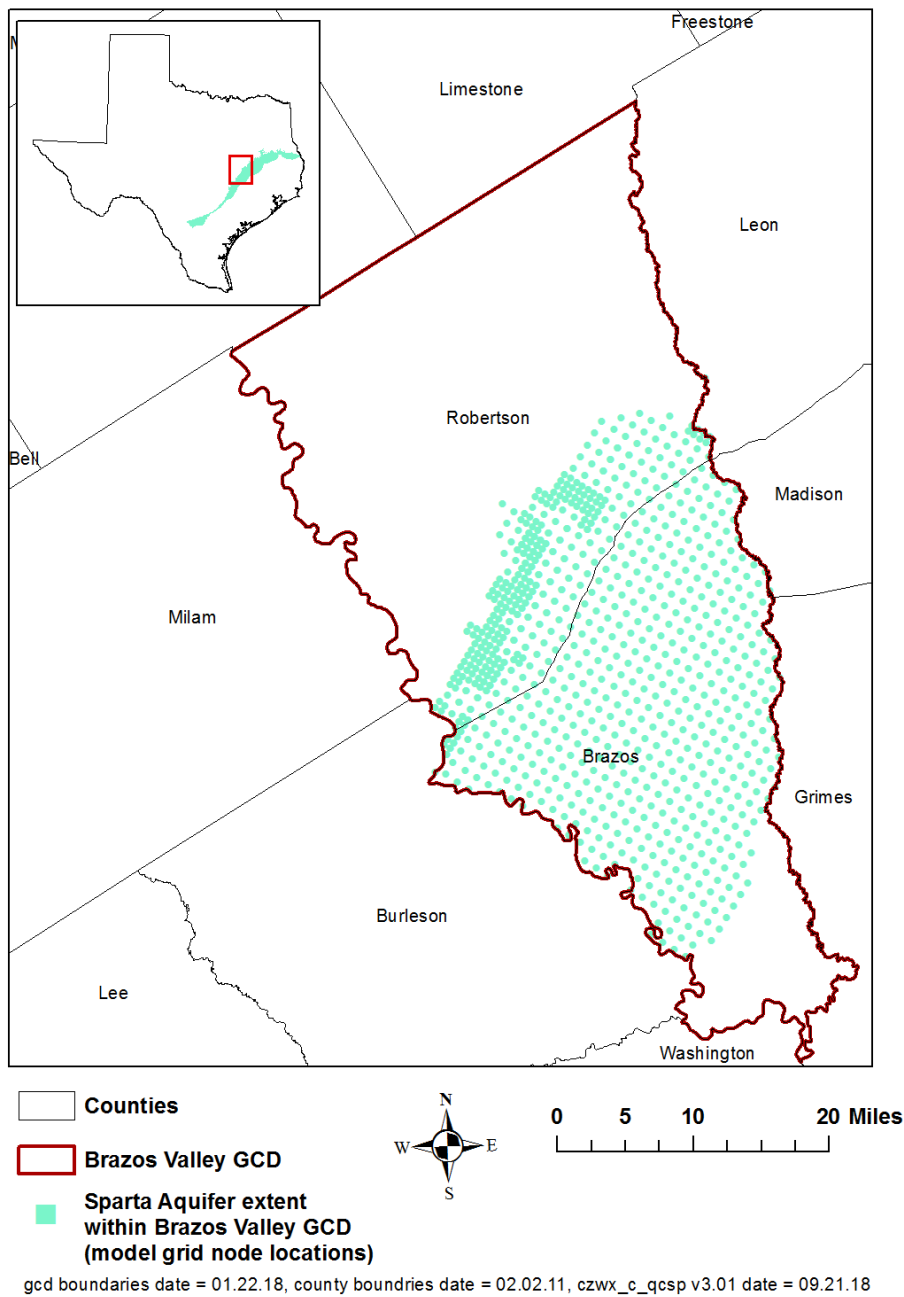 Freestone
Limestone
Leon
Robertson
Bell
Madison
Milam
Brazos
Grimes
Burleson
Lee
Washington
Counties
Brazos Valley GCD
Sparta Aquifer extent
within Brazos Valley GCD
(model grid node locations)
N
W
E
S
0 5 10 20 Miles
gcd boundaries date = 01.22.18, county boundries date = 02.02.11, czwx_c_qcsp v3.01 date = 09.21.18